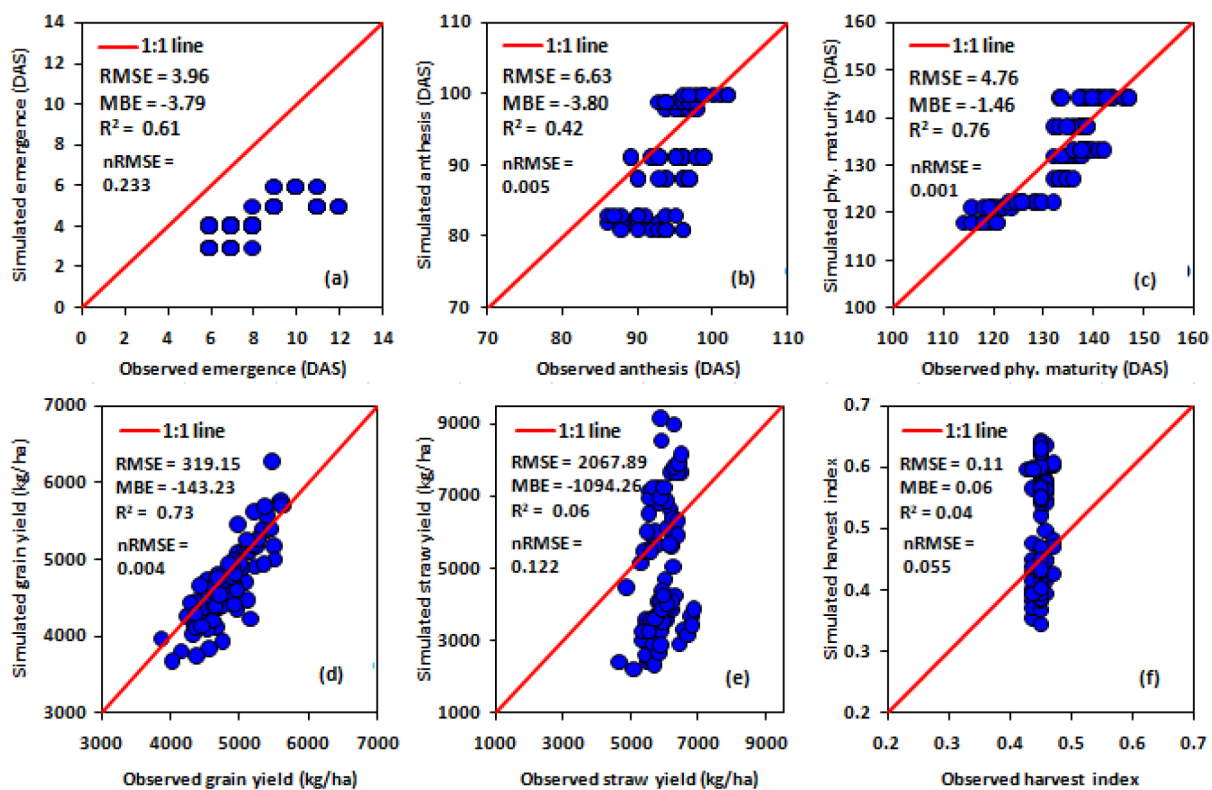 14
12
10
8
6
4
2
0
Simulated emergence (DAS)
1:1 line
RMSE = 3.96
MBE = -3.79
R² = 0.61
nRMSE =
0.233
(a)
0 2 4 6 8 10 12 14
Observed emergence (DAS)
110
100
90
80
70
Simulated anthesis (DAS)
1:1 line
RMSE = 6.63
MBE = -3.80
R² = 0.42
nRMSE =
0.005
(b)
70 80 90 100 110
Observed anthesis (DAS)
160
150
140
130
120
110
100
Simulated phy. maturity (DAS)
1:1 line
RMSE = 4.76
MBE = -1.46
R² = 0.76
nRMSE =
0.001
(c)
100 110 120 130 140 150 160
Observed phy. maturity (DAS)
7000
6000
5000
4000
3000
Simulated grain yield (kg/ha)
1:1 line
RMSE = 319.15
MBE = -143.23
R² = 0.73
nRMSE =
0.004
(d)
3000 4000 5000 6000 7000
Observed grain yield (kg/ha)
9000
7000
5000
3000
1000
Simulated straw yield (kg/ha)
1:1 line
RMSE = 2067.89
MBE = -1094.26
R² = 0.06
nRMSE =
0.122
(e)
1000 3000 5000 7000 9000
Observed straw yield (kg/ha)
0.7
0.6
0.5
0.4
0.3
0.2
Simulated harvest index
1:1 line
RMSE = 0.11
MBE = 0.06
R² = 0.04
nRMSE =
0.055
(f)
0.2 0.3 0.4 0.5 0.6 0.7
Observed harvest index